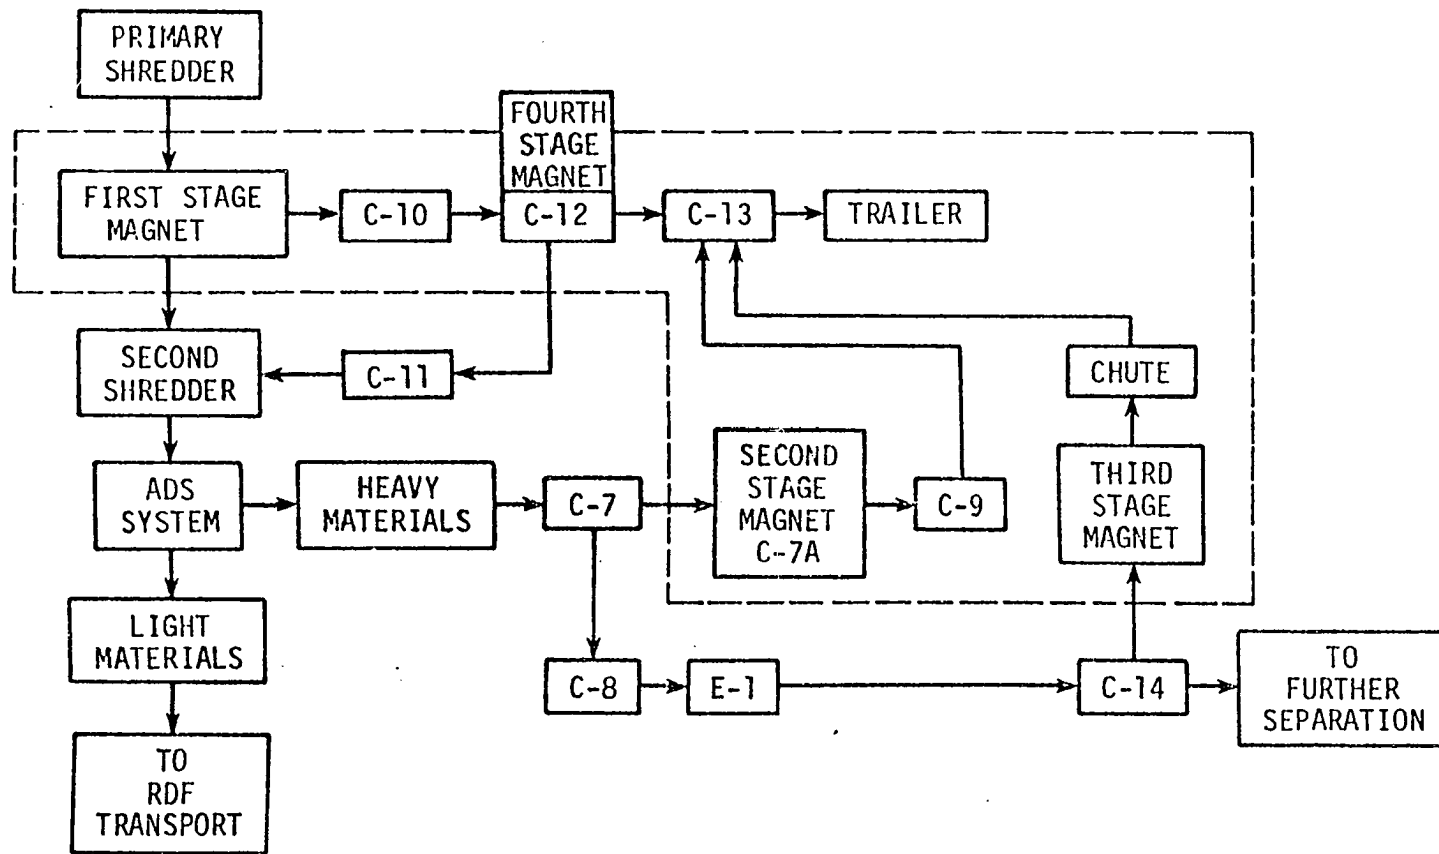 PRIMARY
SHREDDER
FOURTH
STAGE
MAGNET
FIRST STAGE
MAGNET
C-10
C-12
C-13
TRAILER
SECOND
SHREDDER
C-11
CHUTE
ADS
SYSTEM
HEAVY
MATERIALS
C-7
SECOND
STAGE
MAGNET
C-7A
C-9
THIRD
STAGE
MAGNET
LIGHT
MATERIALS
C-8
E-1
C-14
TO
FURTHER
SEPARATION
TO
RDF
TRANSPORT